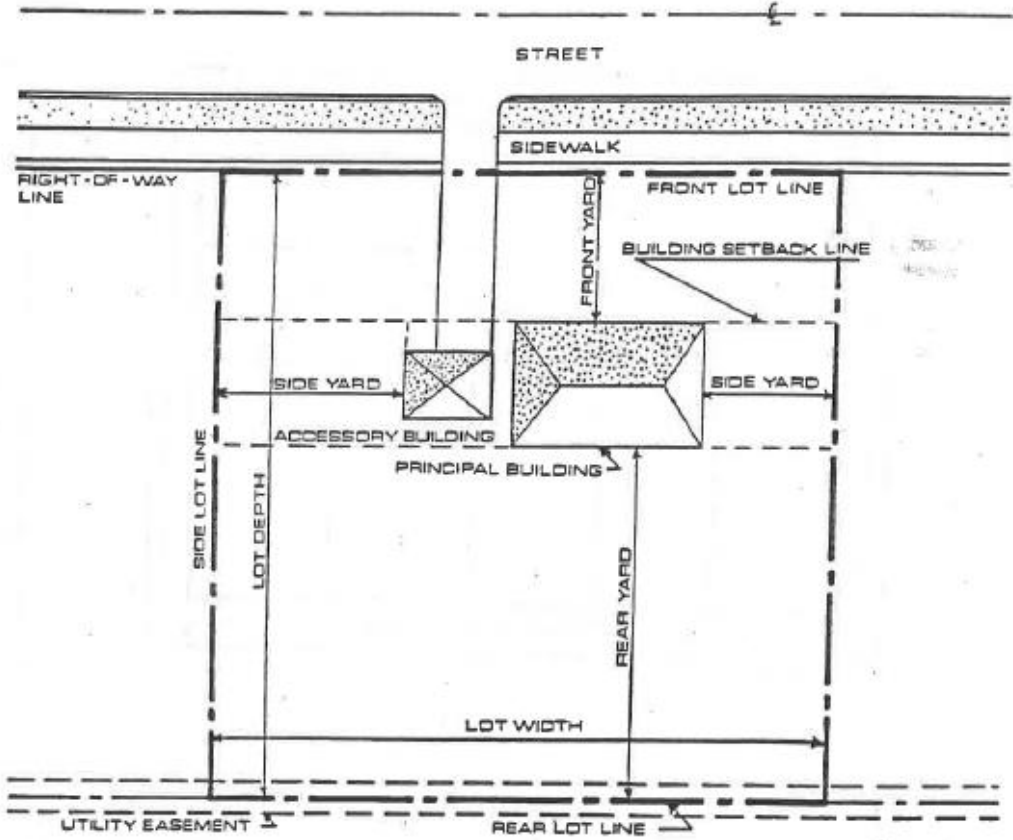 ℄
STREET
SIDEWALK
RIGHT-OF-WAY
LINE
FRONT LOT LINE
FRONT YARD
BUILDING SETBACK LINE
SIDE YARD
SIDE YARD
ACCESSORY BUILDING
PRINCIPAL BUILDING
SIDE LOT LINE
LOT DEPTH
REAR YARD
LOT WIDTH
UTILITY EASEMENT
REAR LOT LINE